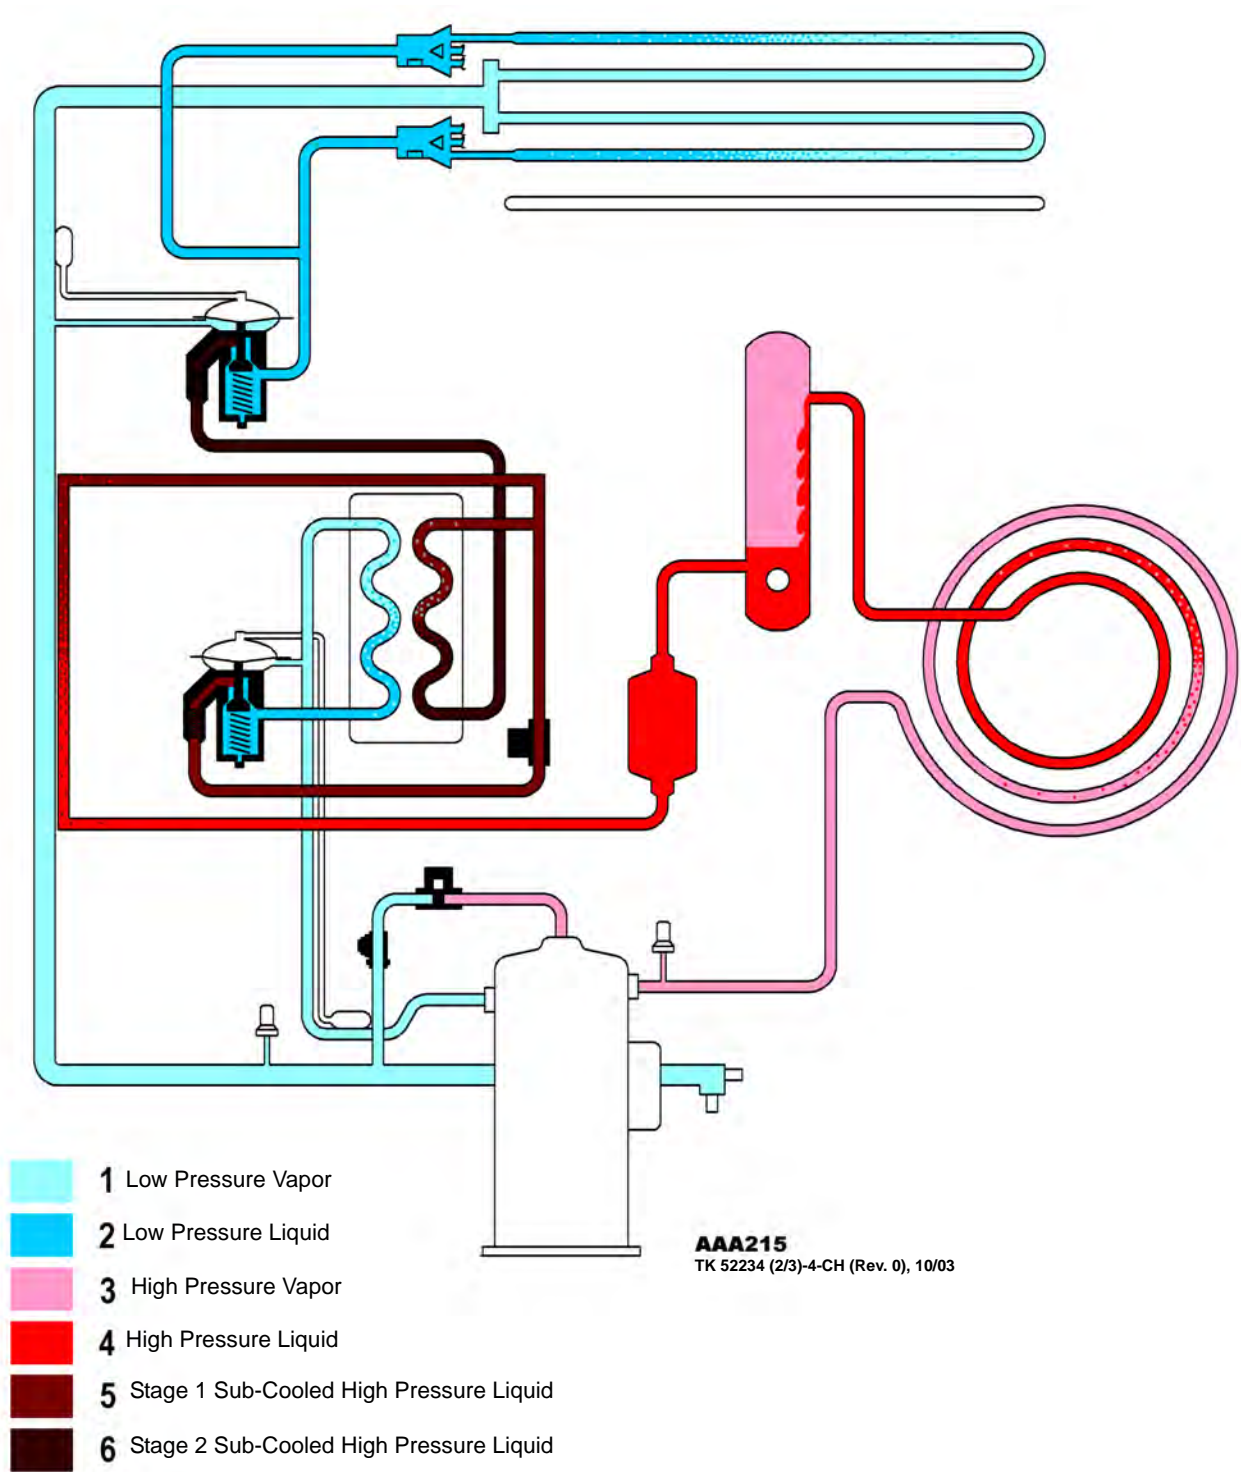 1 Low Pressure Vapor
2 Low Pressure Liquid
3 High Pressure Vapor
4 High Pressure Liquid
5 Stage 1 Sub-Cooled High Pressure Liquid
6 Stage 2 Sub-Cooled High Pressure Liquid
AAA215
TK 52234 (2/3)-4-CH (Rev. 0), 10/03